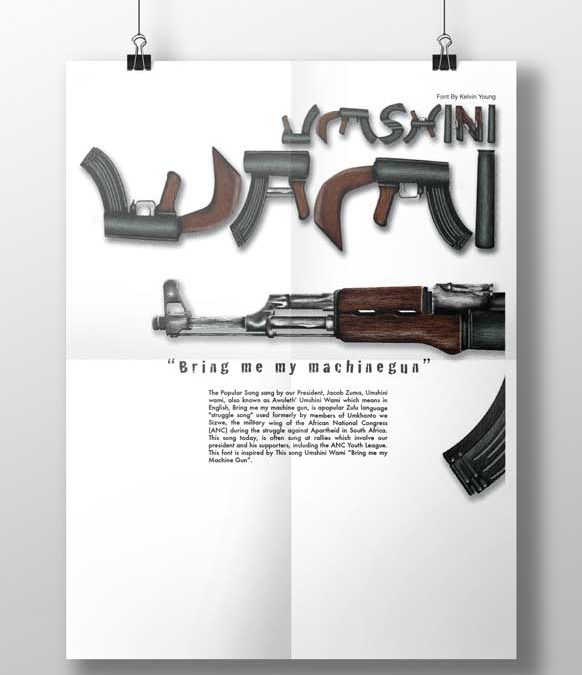 Font By Kelvin Young
UMSHINI
WAMI
“Bring me my machinegun”
The Popular Song sang by our President, Jacob Zuma, Umshini
wami, also known as Awuleth' Umshini Wami which means in
English, Bring me my machine gun, is apopular Zulu language
"struggle song" used formerly by members of Umkhonto we
Sizwe, the military wing of the African National Congress
(ANC) during the struggle against Apartheid in South Africa.
This song today, is often sung at rallies which involve our
president and his supporters, including the ANC Youth League.
This font is inspired by This song Umshini Wami "Bring me my
Machine Gun".